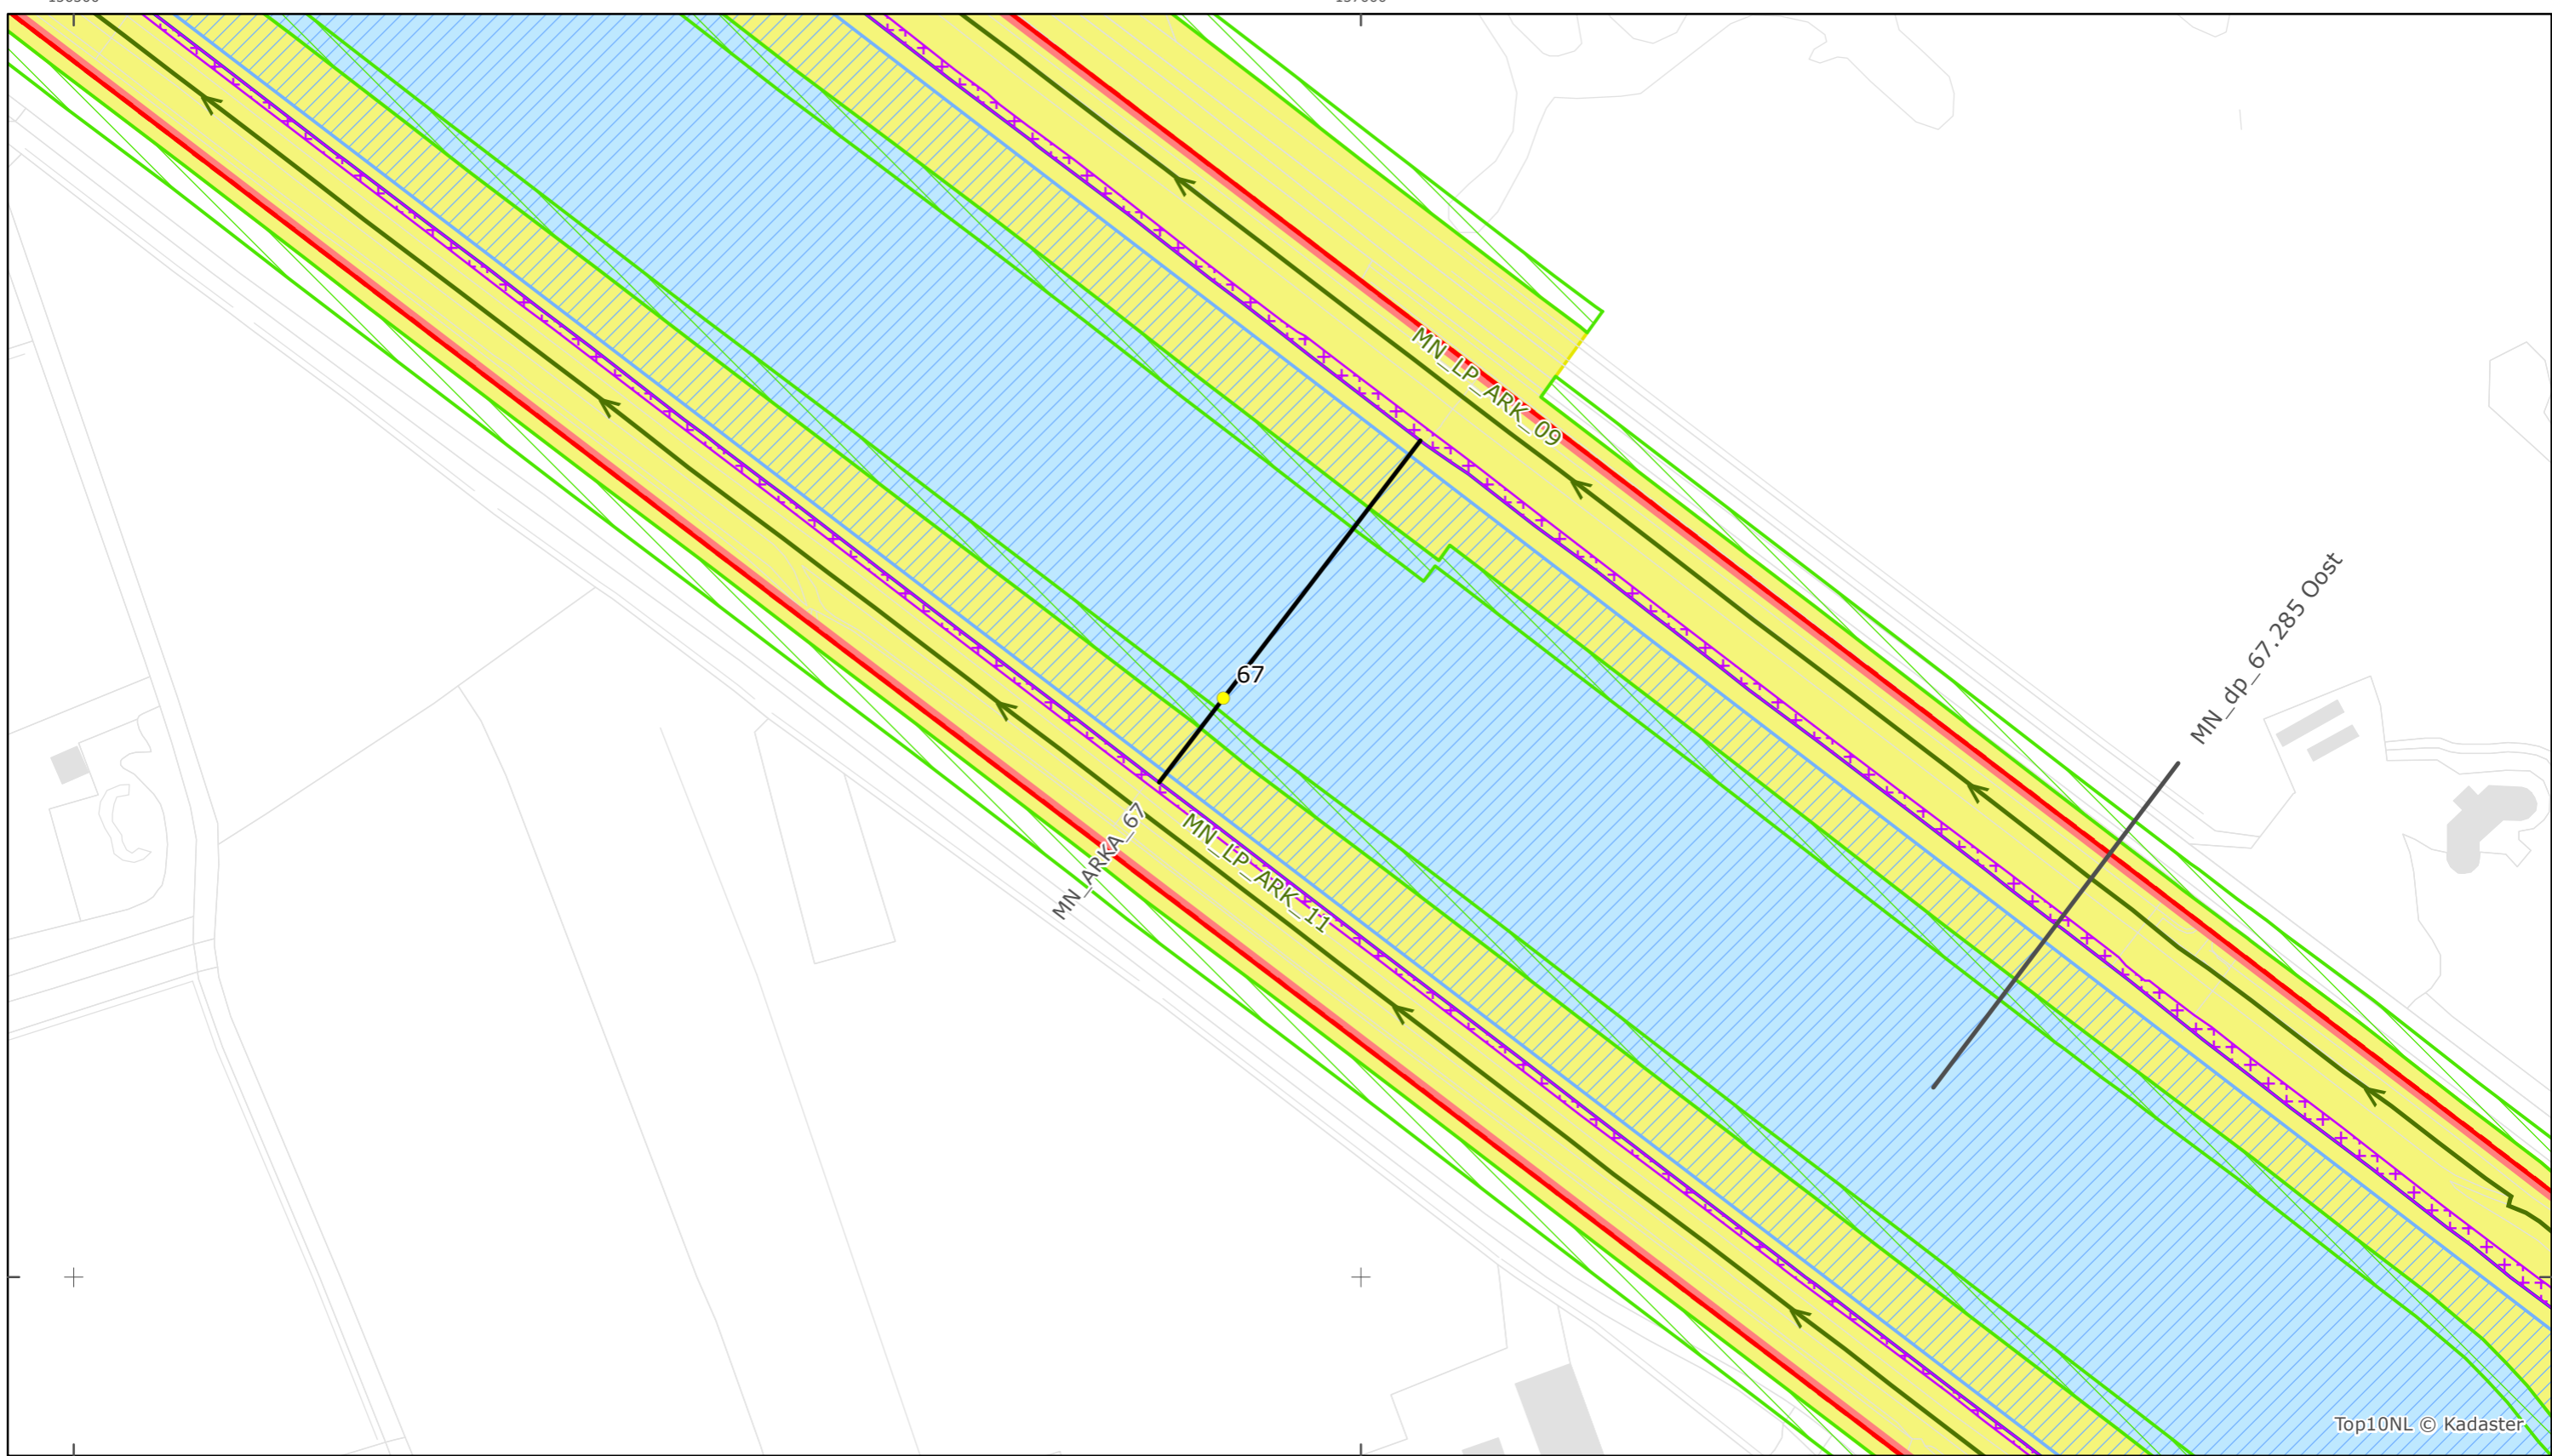 MN_LP_ARK_09
67
MN_dp_67.285 Oost
MN_ARKA_67
MN_LP_ARK_11
Top10NL © Kadaster